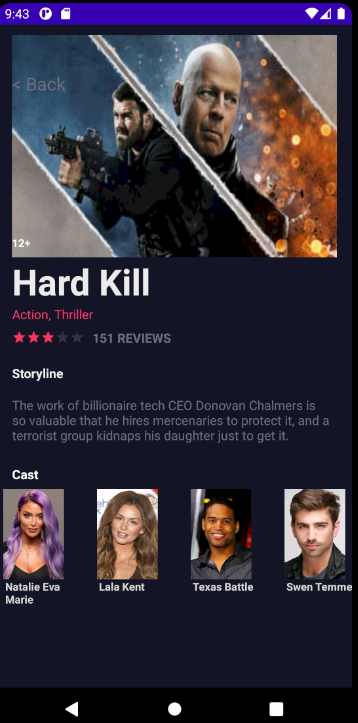 9:43
< Back
12+
Hard Kill
Action, Thriller
151 REVIEWS
Storyline
The work of billionaire tech CEO Donovan Chalmers is
so valuable that he hires mercenaries to protect it, and a
terrorist group kidnaps his daughter just to get it.
Cast
Natalie Eva
Marie
Lala Kent
Texas Battle
Swen Temme